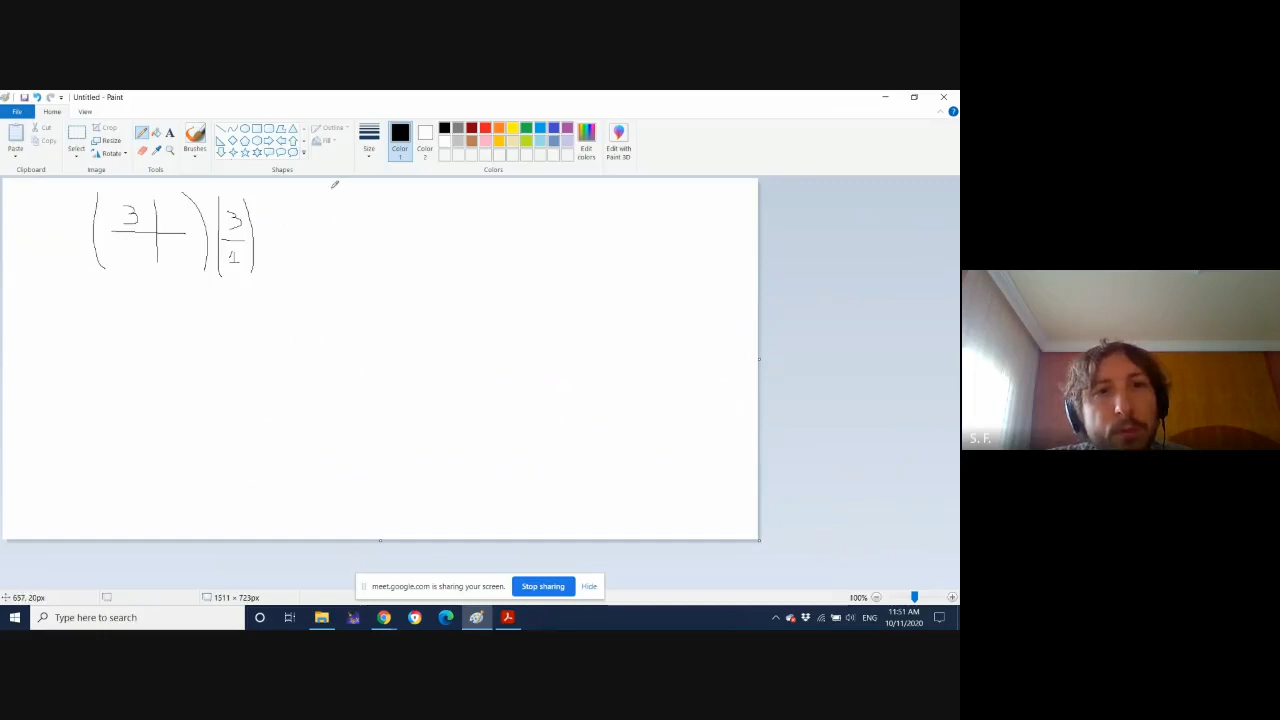 Untitled - Paint
File Home View
Paste
Cut
Copy
Clipboard
Select
Crop
Resize
Rotate
Image
A
Tools
Brushes
Outline
Fill
Shapes
Size
Color 1
Color 2
Edit colors
Colors
Edit with Paint 3D
3 3
1
S. F.
meet.google.com is sharing your screen. Stop sharing Hide
657, 20px 1511 × 723px 100%
Type here to search
ENG
11:51 AM
10/11/2020